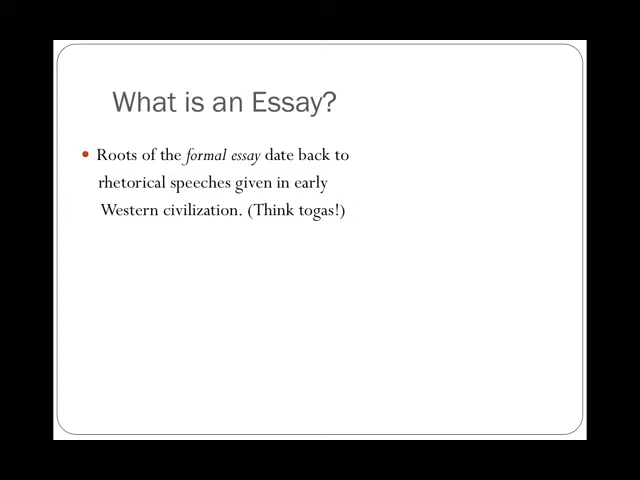 What is an Essay?
• Roots of the formal essay date back to
rhetorical speeches given in early
Western civilization. (Think togas!)